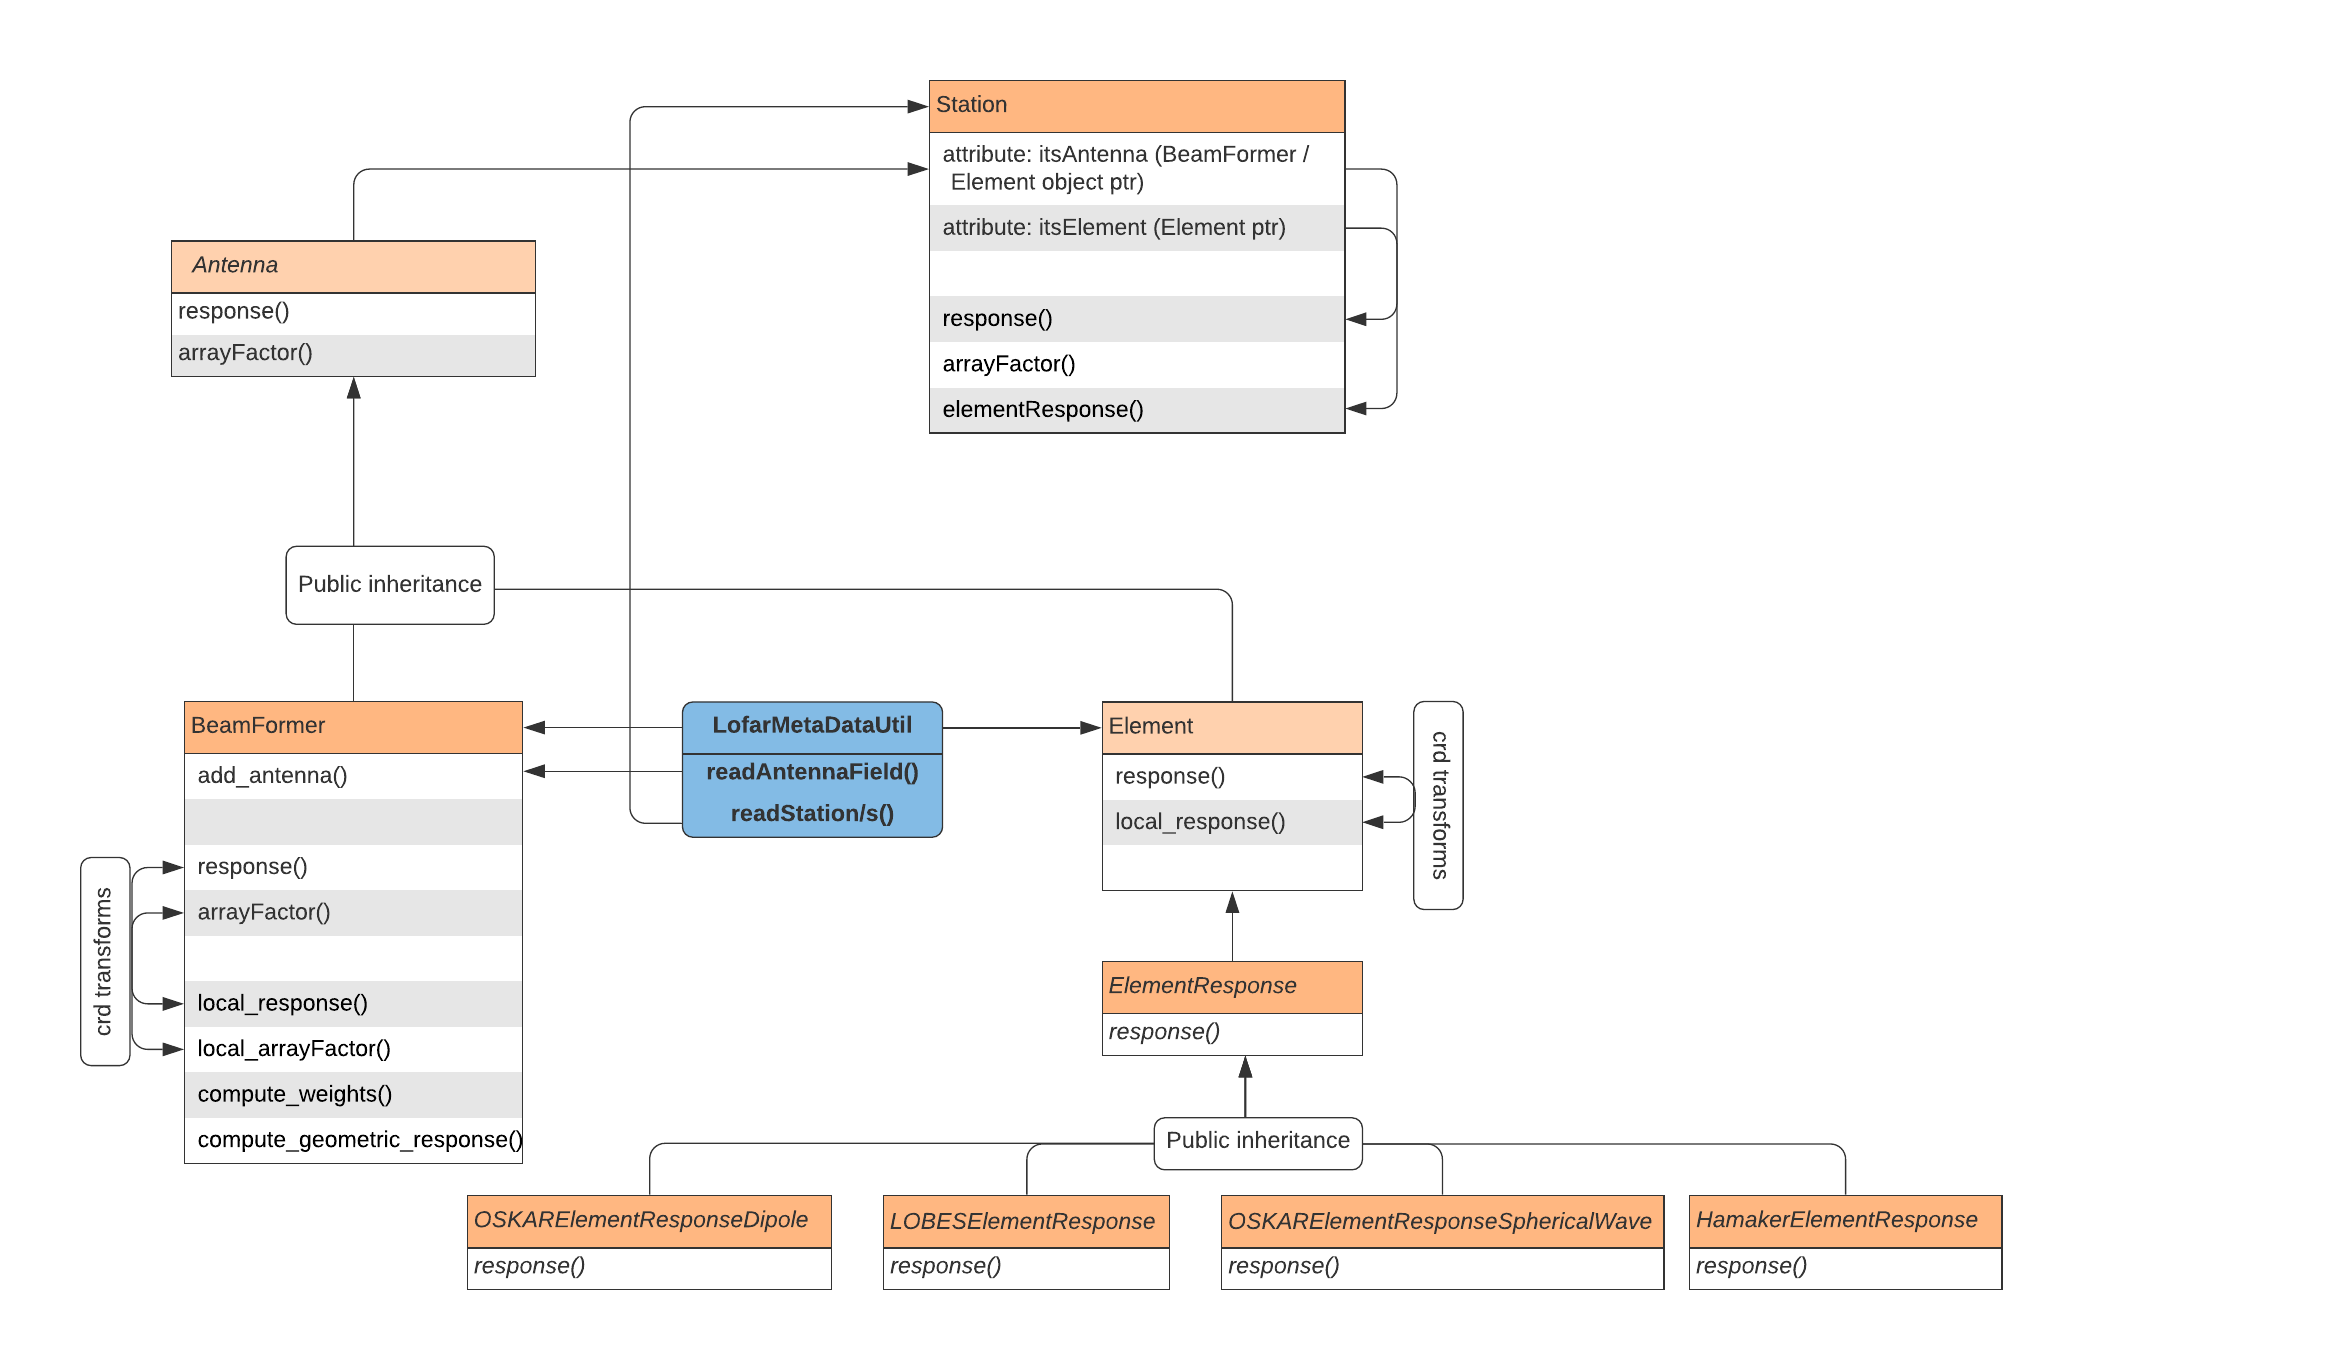 Station
attribute: itsAntenna (BeamFormer /
Element object ptr)
attribute: itsElement (Element ptr)
response()
arrayFactor()
elementResponse()
Antenna
response()
arrayFactor()
Public inheritance
BeamFormer
add_antenna()
response()
arrayFactor()
local_response()
local_arrayFactor()
compute_weights()
compute_geometric_response()
crd transforms
LofarMetaDataUtil
readAntennaField()
readStation/s()
Element
response()
local_response()
crd transforms
ElementResponse
response()
Public inheritance
OSKARElementResponseDipole
response()
LOBESElementResponse
response()
OSKARElementResponseSphericalWave
response()
HamakerElementResponse
response()